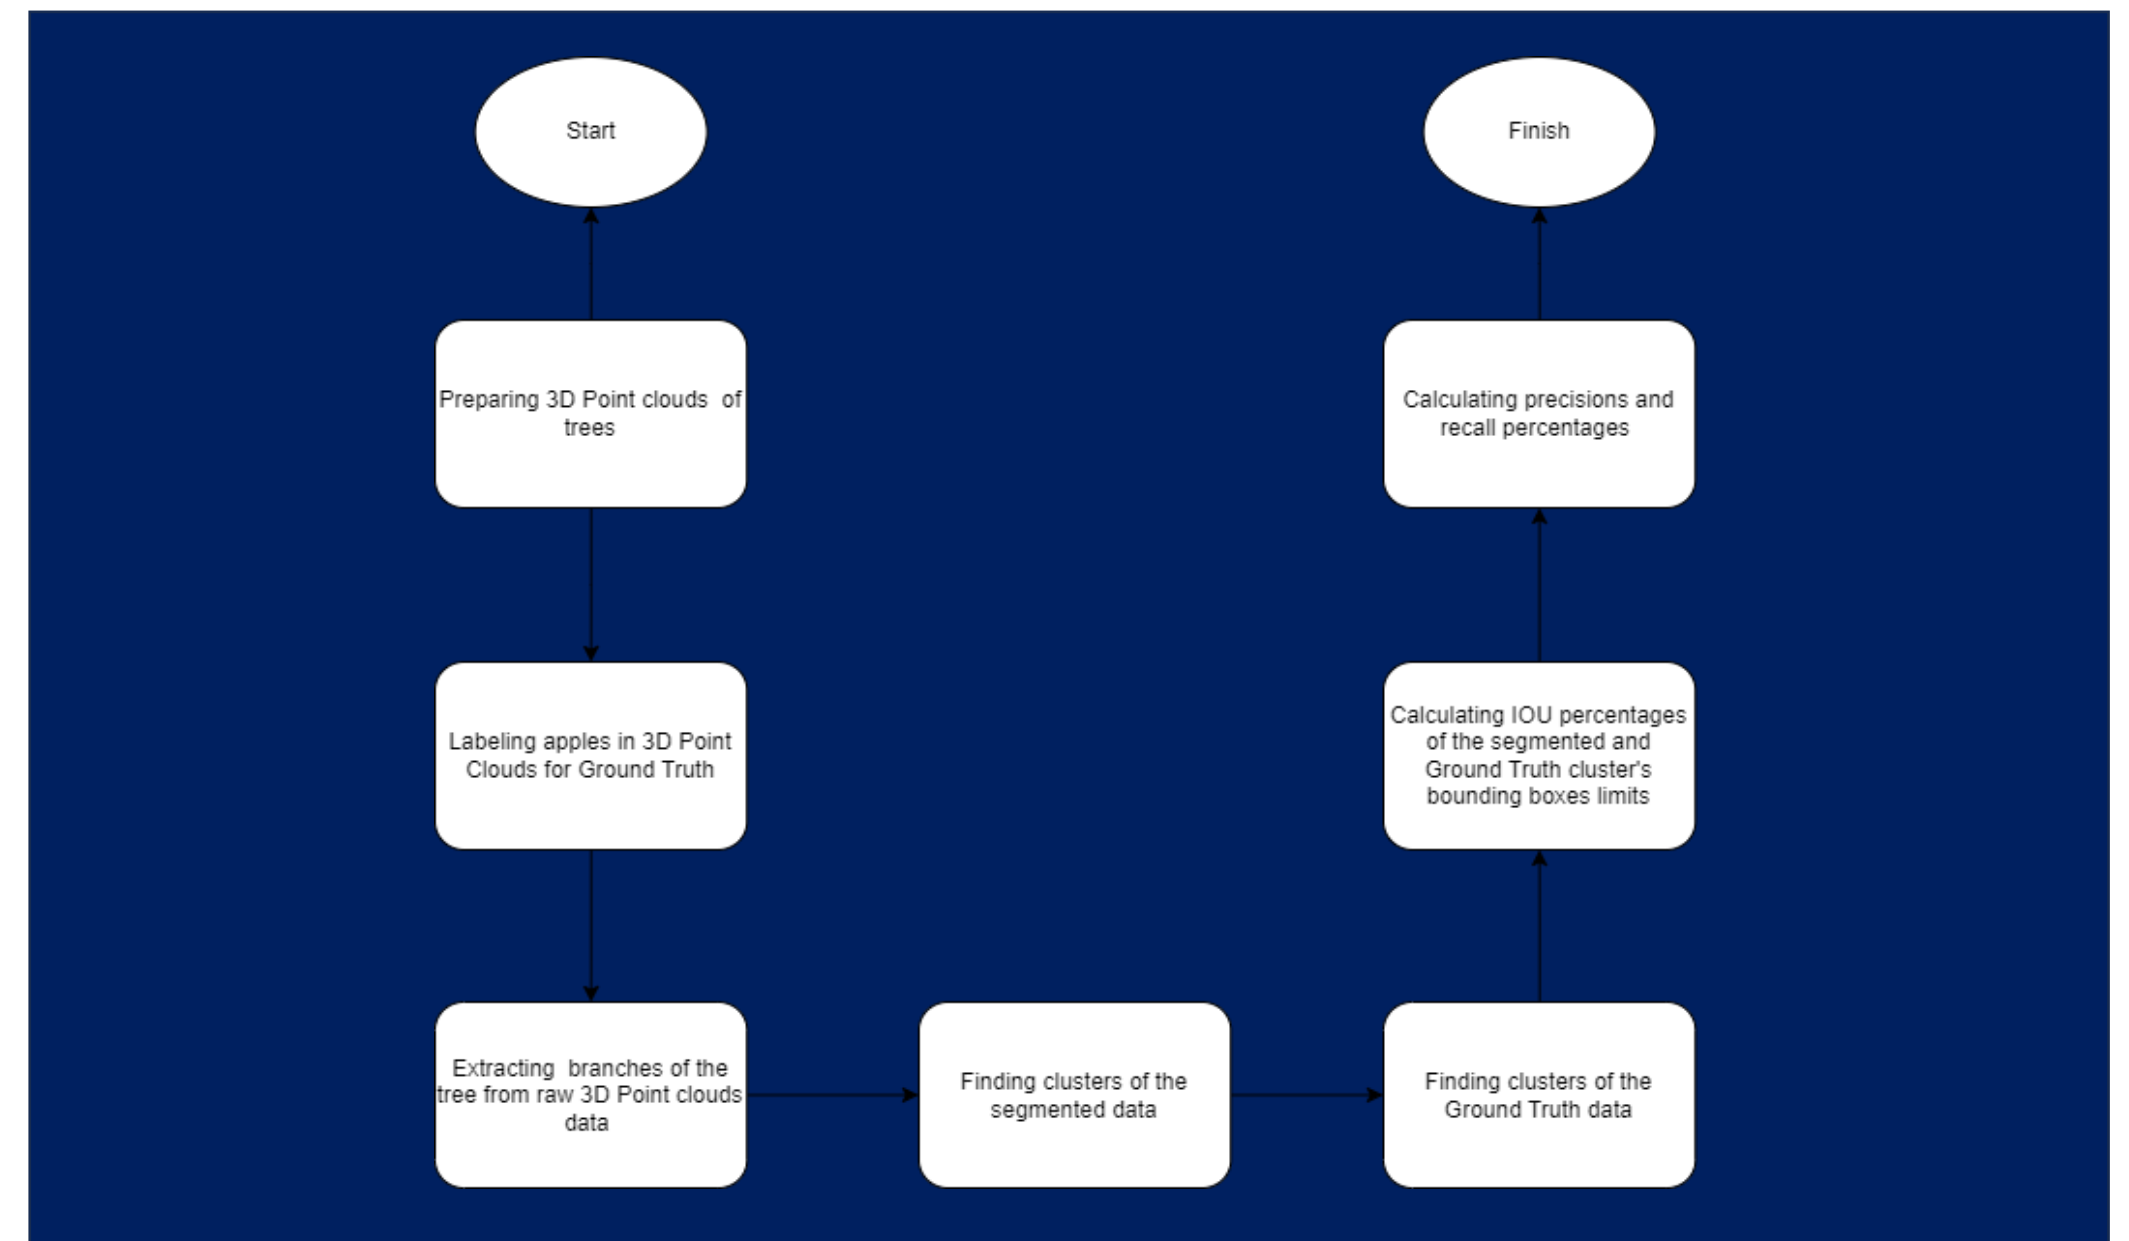 Start
Preparing 3D Point clouds  of
trees
Labeling apples in 3D Point
Clouds for Ground Truth
Extracting  branches of the
tree from raw 3D Point clouds
data
Finding clusters of the
segmented data
Finding clusters of the
Ground Truth data
Calculating IOU percentages
of the segmented and
Ground Truth cluster's
bounding boxes limits
Calculating precisions and
recall percentages
Finish